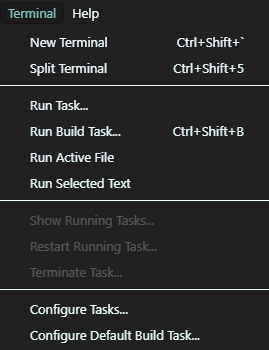 Terminal Help
New Terminal Ctrl+Shift+`
Split Terminal Ctrl+Shift+5
Run Task...
Run Build Task... Ctrl+Shift+B
Run Active File
Run Selected Text
Show Running Tasks...
Restart Running Task...
Terminate Task...
Configure Tasks...
Configure Default Build Task...